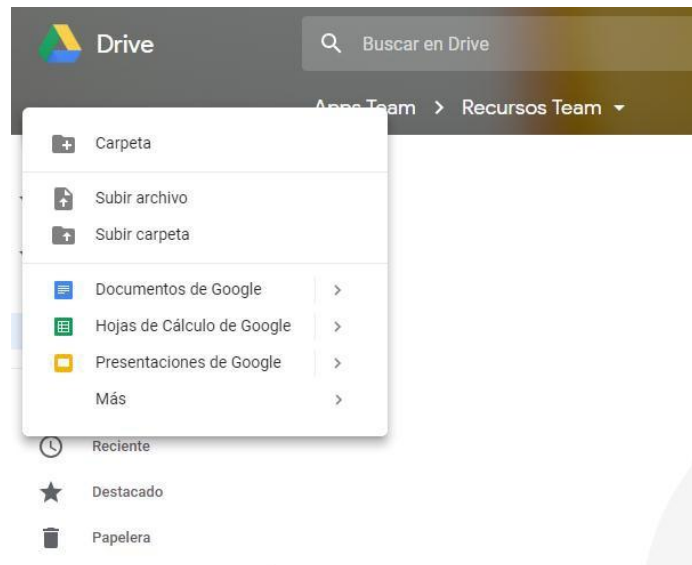 Drive
Buscar en Drive
Apps Team > Recursos Team
Carpeta
Subir archivo
Subir carpeta
Documentos de Google
Hojas de Cálculo de Google
Presentaciones de Google
Más
Reciente
Destacado
Papelera